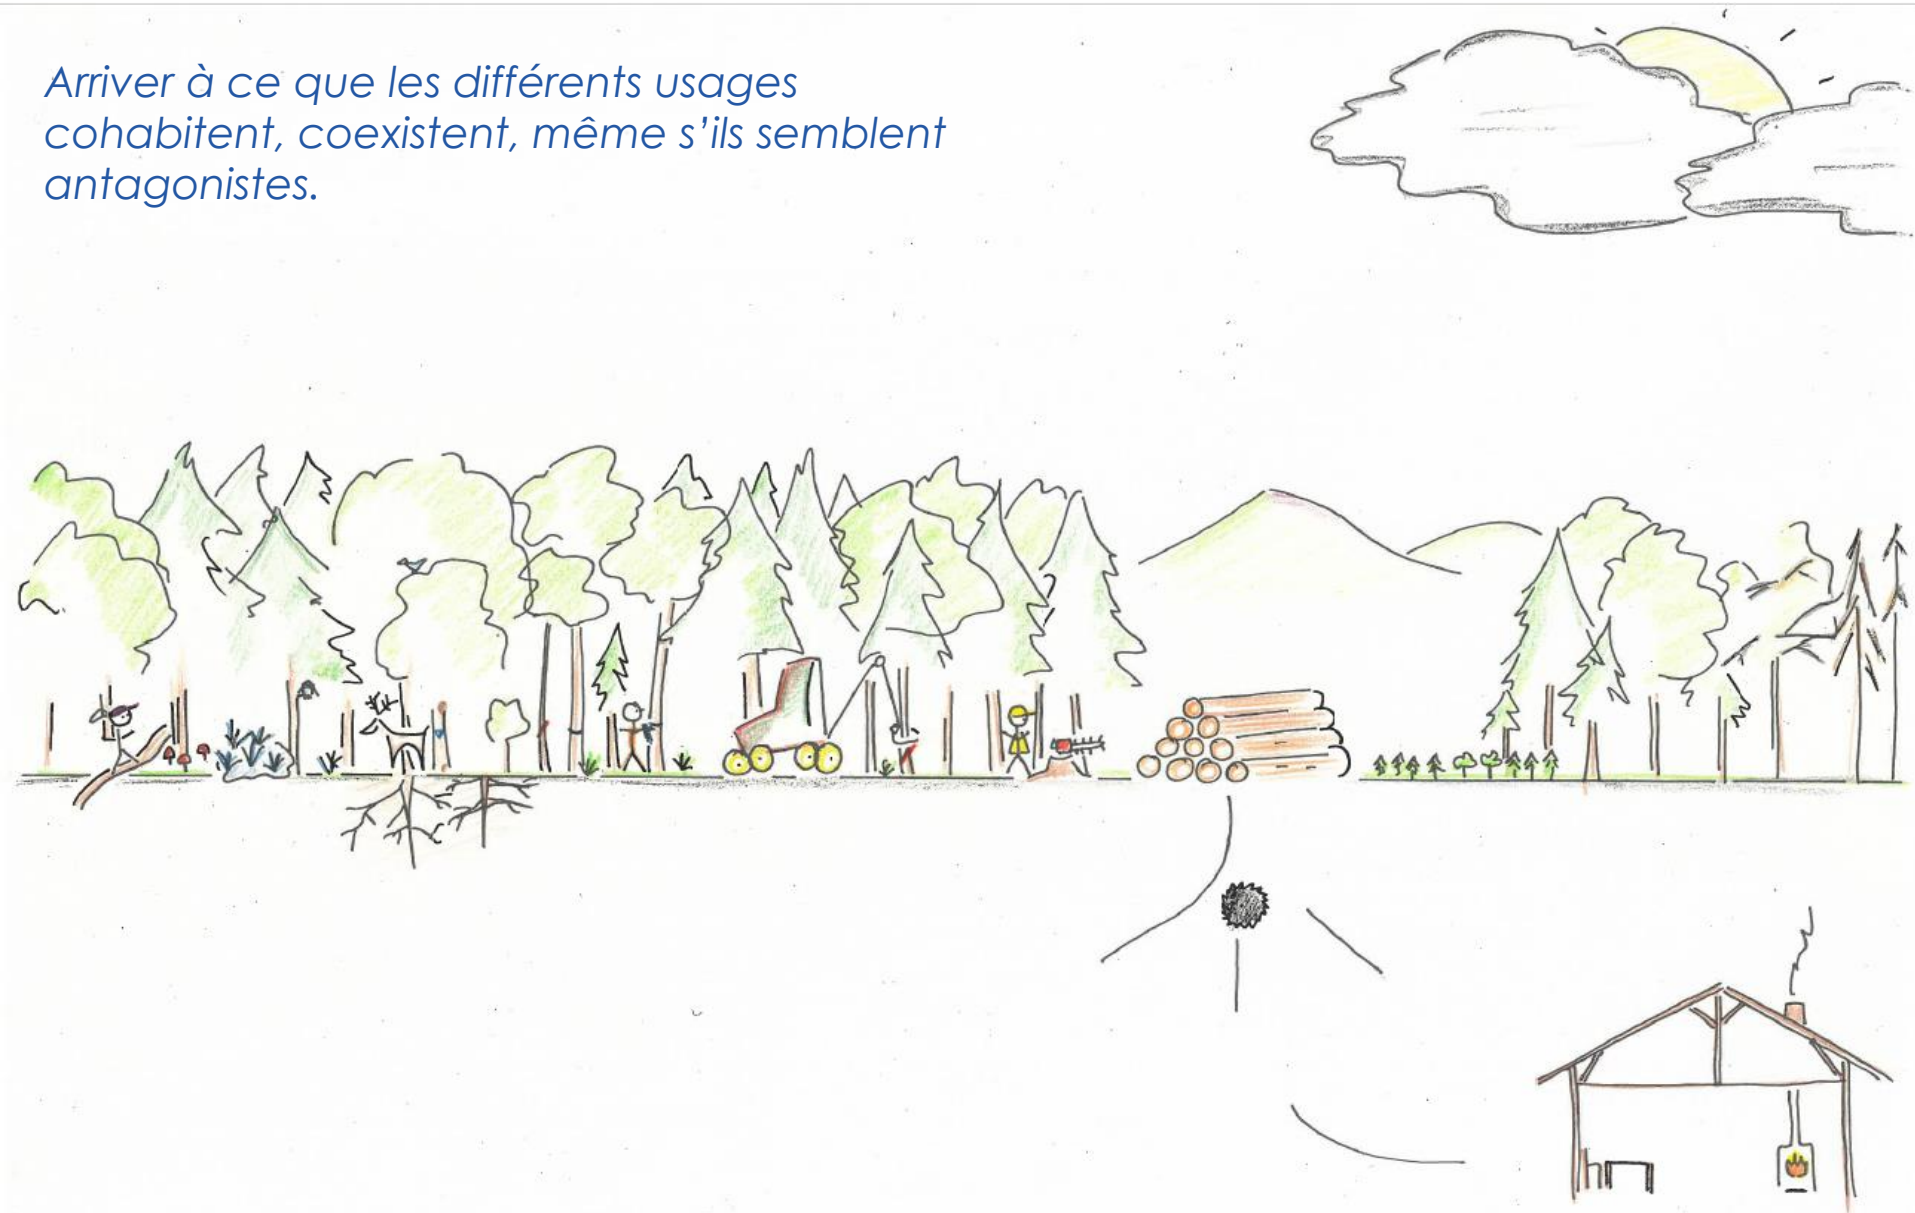 Arriver à ce que les différents usages
cohabitent, coexistent, même s’ils semblent
antagonistes.